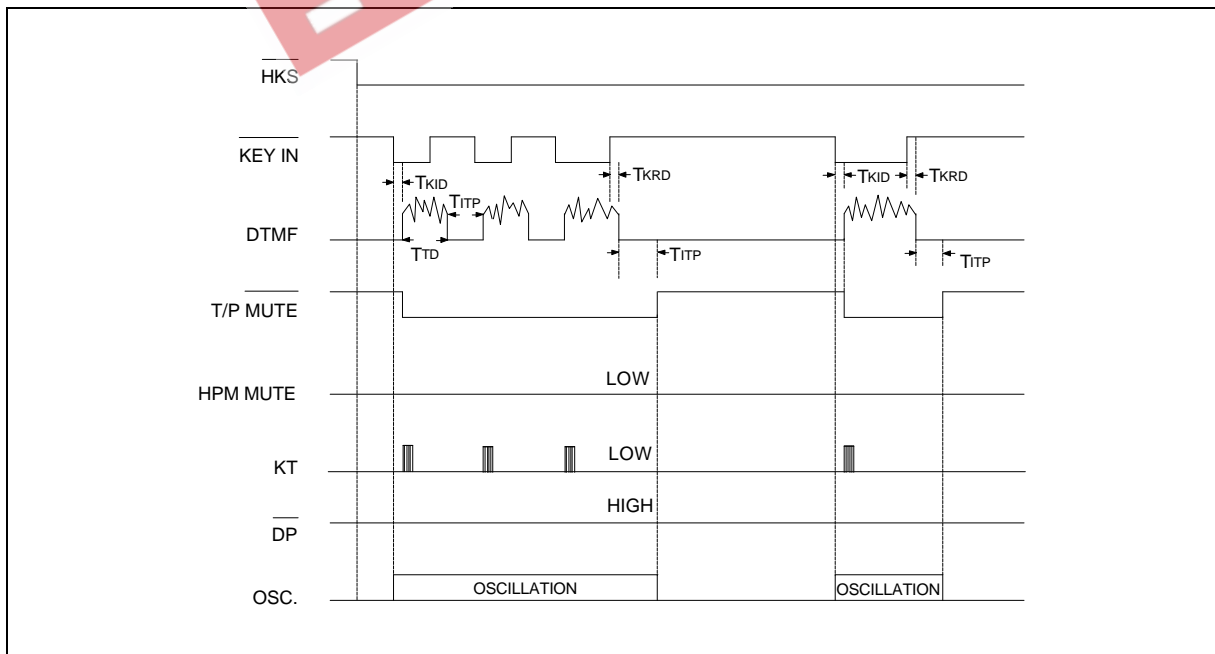 HKS
KEY IN
TKID
TKRD
TKID
TKRD
TITP
DTMF
TTD
TITP
TITP
T/P MUTE
LOW
HPM MUTE
LOW
KT
HIGH
DP
OSCILLATION
OSCILLATION
OSC.